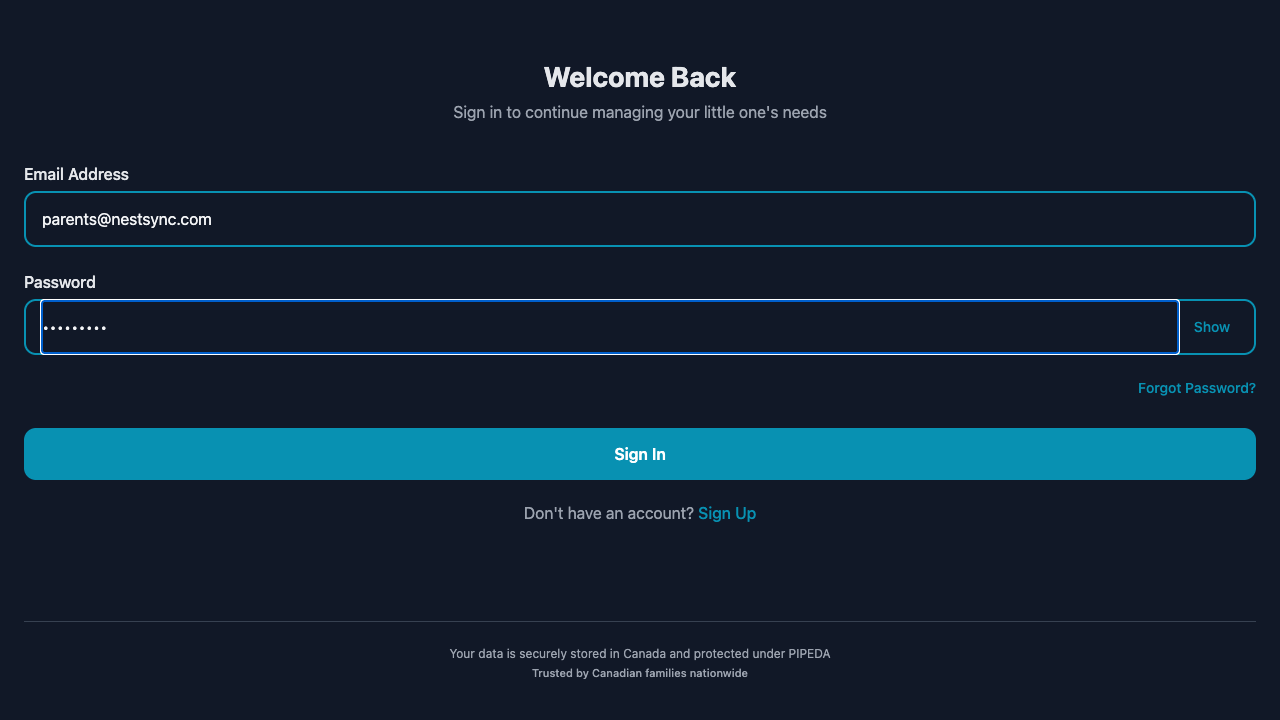 Welcome Back
Sign in to continue managing your little one's needs
Email Address
parents@nestsync.com
Password
•••••••••
Show
Forgot Password?
Sign In
Don't have an account? Sign Up
Your data is securely stored in Canada and protected under PIPEDA
Trusted by Canadian families nationwide